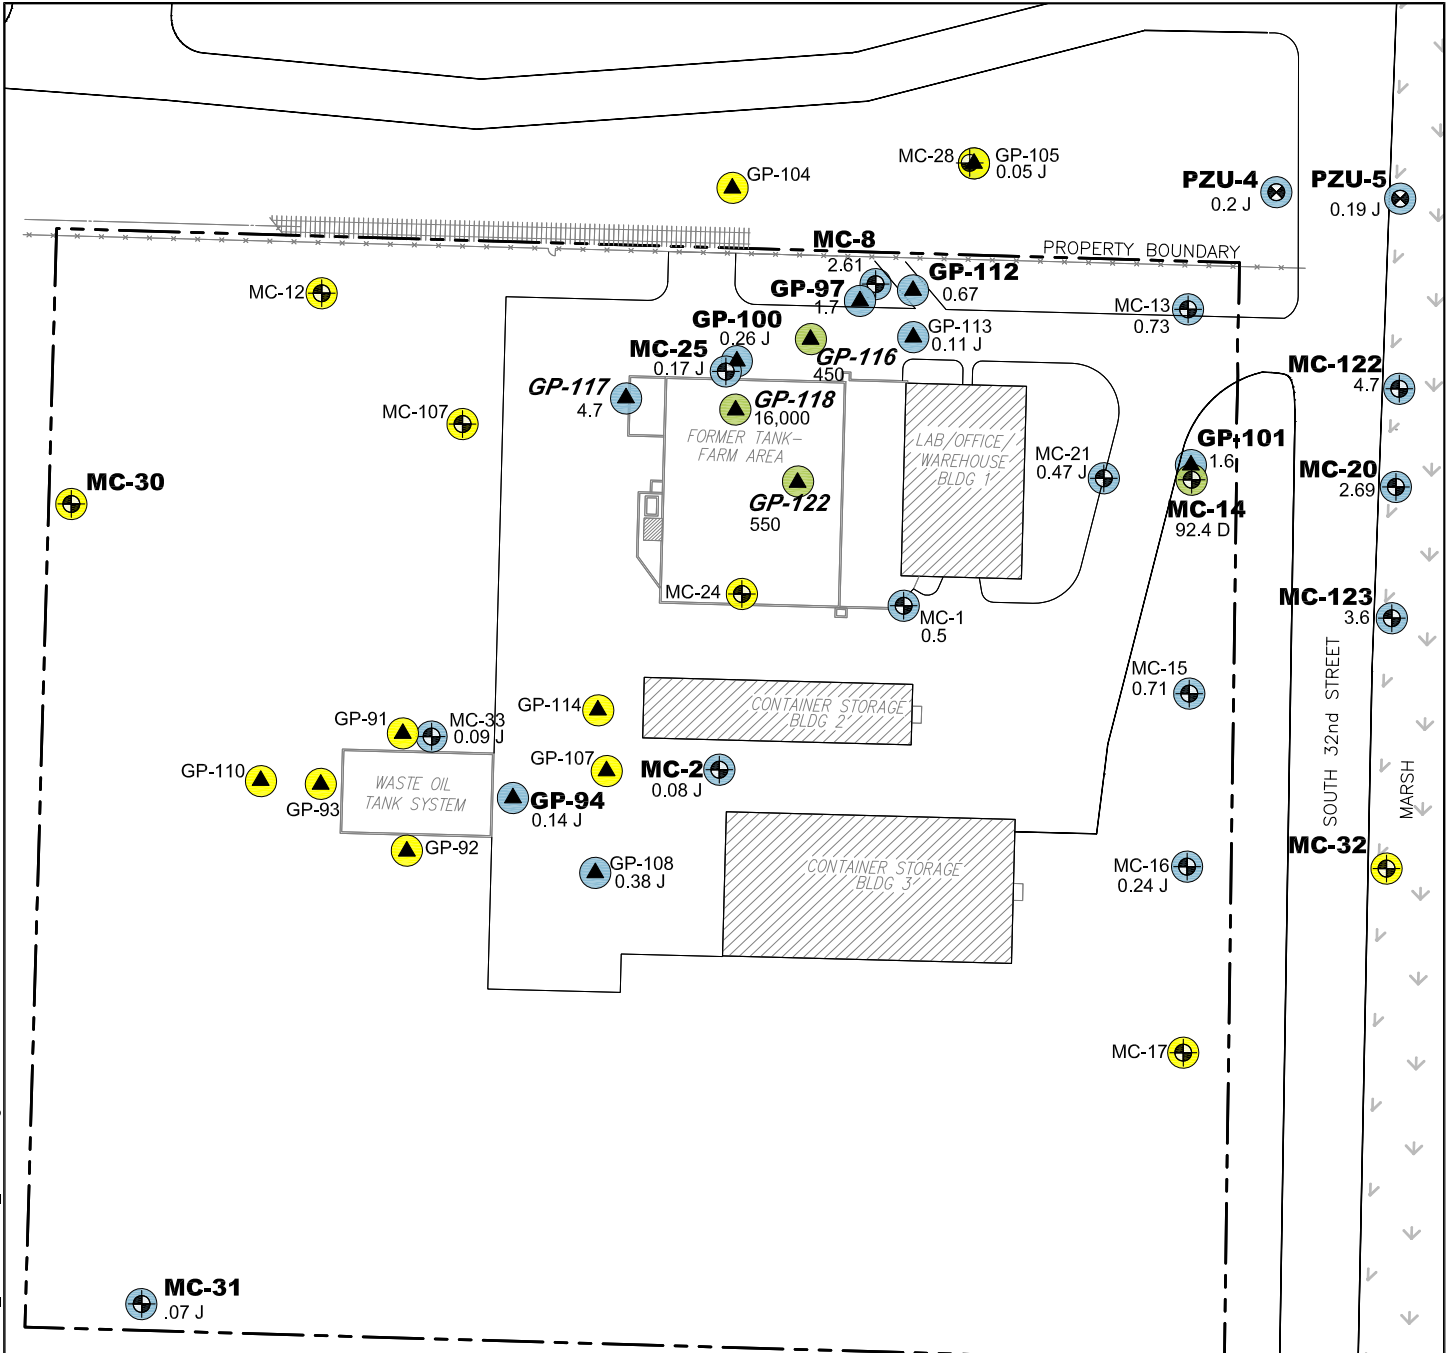 MC-28
GP-105
0.05 J
GP-104
PZU-4
0.2 J
PZU-5
0.19 J
MC-8
2.61
PROPERTY BOUNDARY
GP-112
0.67
GP-97
1.7
MC-12
MC-13
0.73
GP-100
0.26 J
GP-113
0.11 J
MC-25
0.17 J
GP-116
450
MC-122
4.7
GP-117
4.7
GP-118
16,000
MC-107
FORMER TANK-
FARM AREA
LAB/OFFICE/
WAREHOUSE
BLDG 1
MC-21
0.47 J
GP-101
1.6
MC-20
2.69
MC-30
GP-122
550
MC-14
92.4 D
MC-24
MC-1
0.5
MC-123
3.6
MC-15
0.71
GP-114
CONTAINER STORAGE
BLDG 2
GP-91
MC-33
0.09 J
SOUTH 32nd STREET
MARSH
GP-110
GP-93
WASTE OIL
TANK SYSTEM
GP-107
MC-2
0.08 J
GP-94
0.14 J
GP-92
GP-108
0.38 J
CONTAINER STORAGE
BLDG 3
MC-16
0.24 J
MC-32
MC-17
MC-31
.07 J